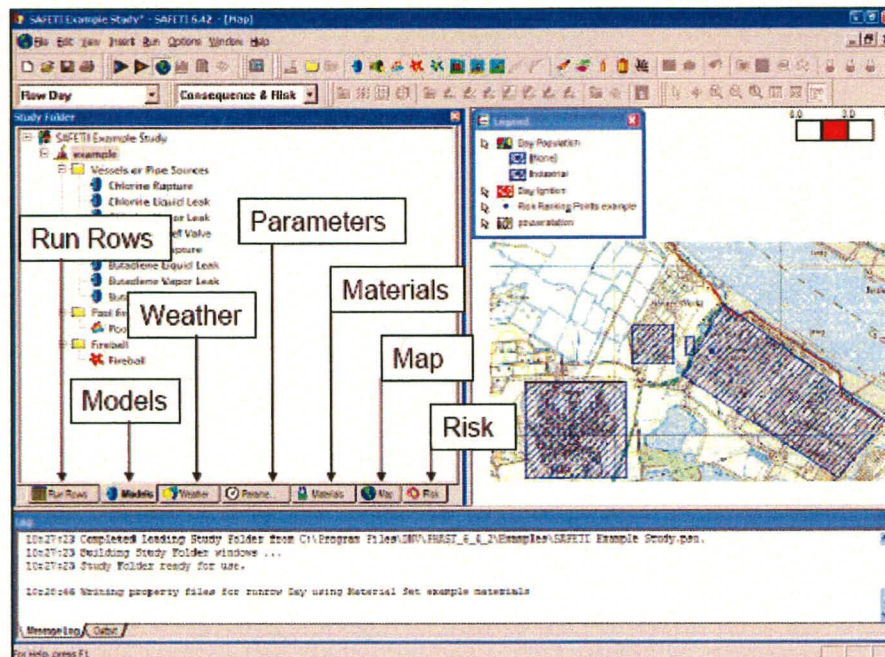 SAFETI Example Study* - SAFETI 6.42 - [Map]
File Edit View Insert Run Options Window Help
Row Day
Consequence & Risk
Study Folder
SAFETI Example Study
example
Vessels or Pipe Sources
Chlorine Rupture
Chlorine Liquid Leak
Butadiene Liquid Leak
Butadiene Vapor Leak
Fireball
Fireball
Legend
Day Population
(None)
Industrial
Day Ignition
Risk Ranking Points example
0.0
Run Rows
Parameters
Weather
Materials
Models
Map
Risk
Run Rows
Models
Weather
Parame...
Materials
Map
Risk
Log
10:27:23 Completed loading Study Folder from C:\Program Files\DNV\PHAST_6_4_2\Examples\SAFETI Example Study.psu.
10:27:23 Building Study Folder windows ...
10:27:23 Study Folder ready for use.
Writing property files for runrow Day using Material Set example materials
Message Log
Output
For Help, press F1